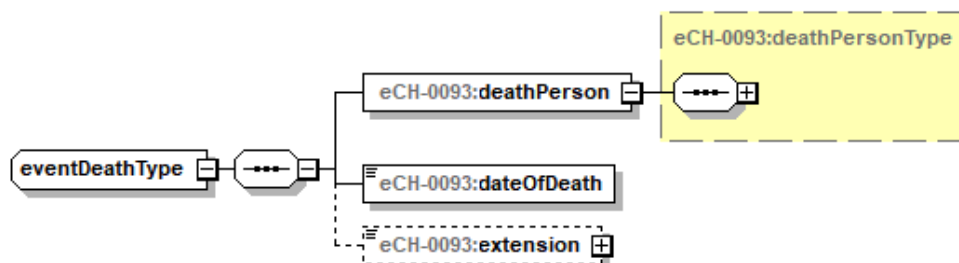 eCH-0093:deathPersonType
eCH-0093:deathPerson
eventDeathType
eCH-0093:dateOfDeath
eCH-0093:extension